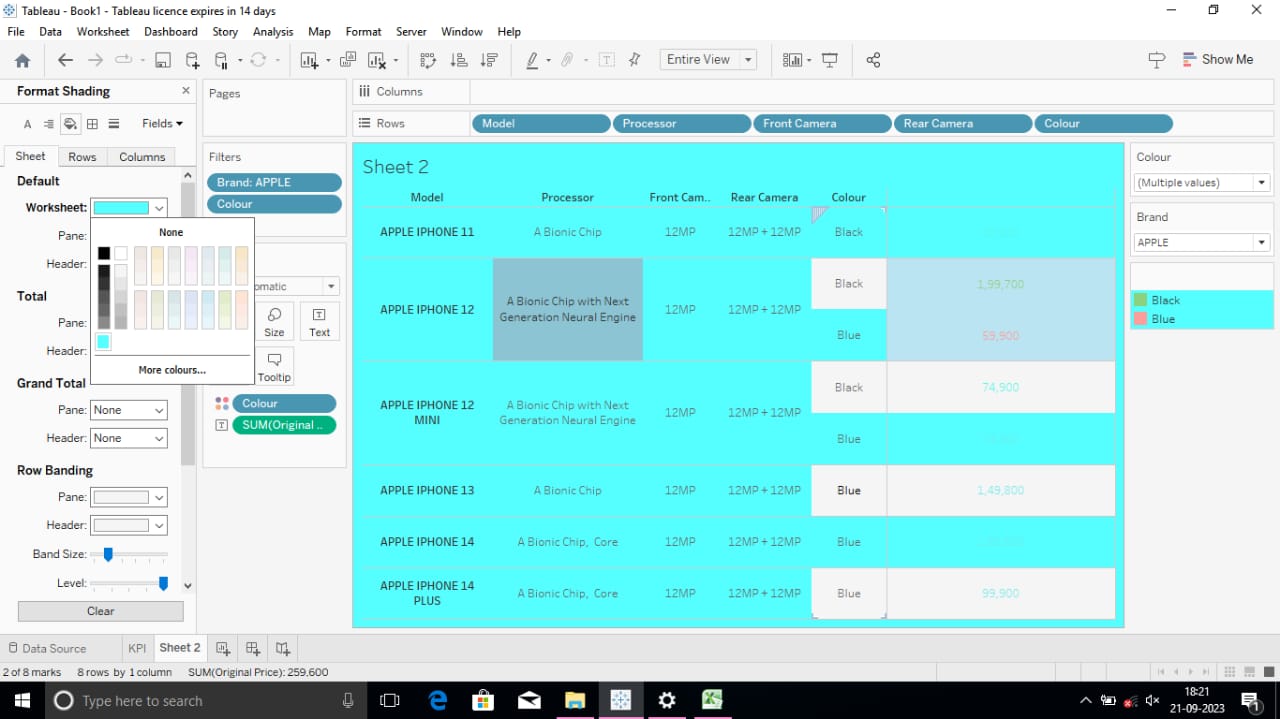 Tableau - Book1 - Tableau licence expires in 14 days
File Data Worksheet Dashboard Story Analysis Map Format Server Window Help
Entire View
Show Me
Format Shading
Fields
Sheet Rows Columns
Default
Worksheet:
None
Pane:
Header:
Total
Pane:
Header:
More colours...
Grand Total
Pane: None
Header: None
Row Banding
Pane:
Header:
Band Size:
Level:
Clear
Pages
Filters
Brand: APPLE
Colour
omatic
Size Text
Tooltip
Colour
SUM(Original ..
Columns
Rows Model Processor Front Camera Rear Camera Colour
Sheet 2
Model Processor Front Cam.. Rear Camera Colour
APPLE IPHONE 11 A Bionic Chip 12MP 12MP + 12MP Black
APPLE IPHONE 12 A Bionic Chip with Next Generation Neural Engine 12MP 12MP + 12MP Black 1,99,700
Blue 59,900
APPLE IPHONE 12 MINI A Bionic Chip with Next Generation Neural Engine 12MP 12MP + 12MP Black 74,900
Blue
APPLE IPHONE 13 A Bionic Chip 12MP 12MP + 12MP Blue 1,49,800
APPLE IPHONE 14 A Bionic Chip, Core 12MP 12MP + 12MP Blue
APPLE IPHONE 14 PLUS A Bionic Chip, Core 12MP 12MP + 12MP Blue 99,900
Colour
(Multiple values)
Brand
APPLE
Black
Blue
Data Source KPI Sheet 2
2 of 8 marks 8 rows by 1 column SUM(Original Price): 259,600
Type here to search
18:21
21-09-2023
1